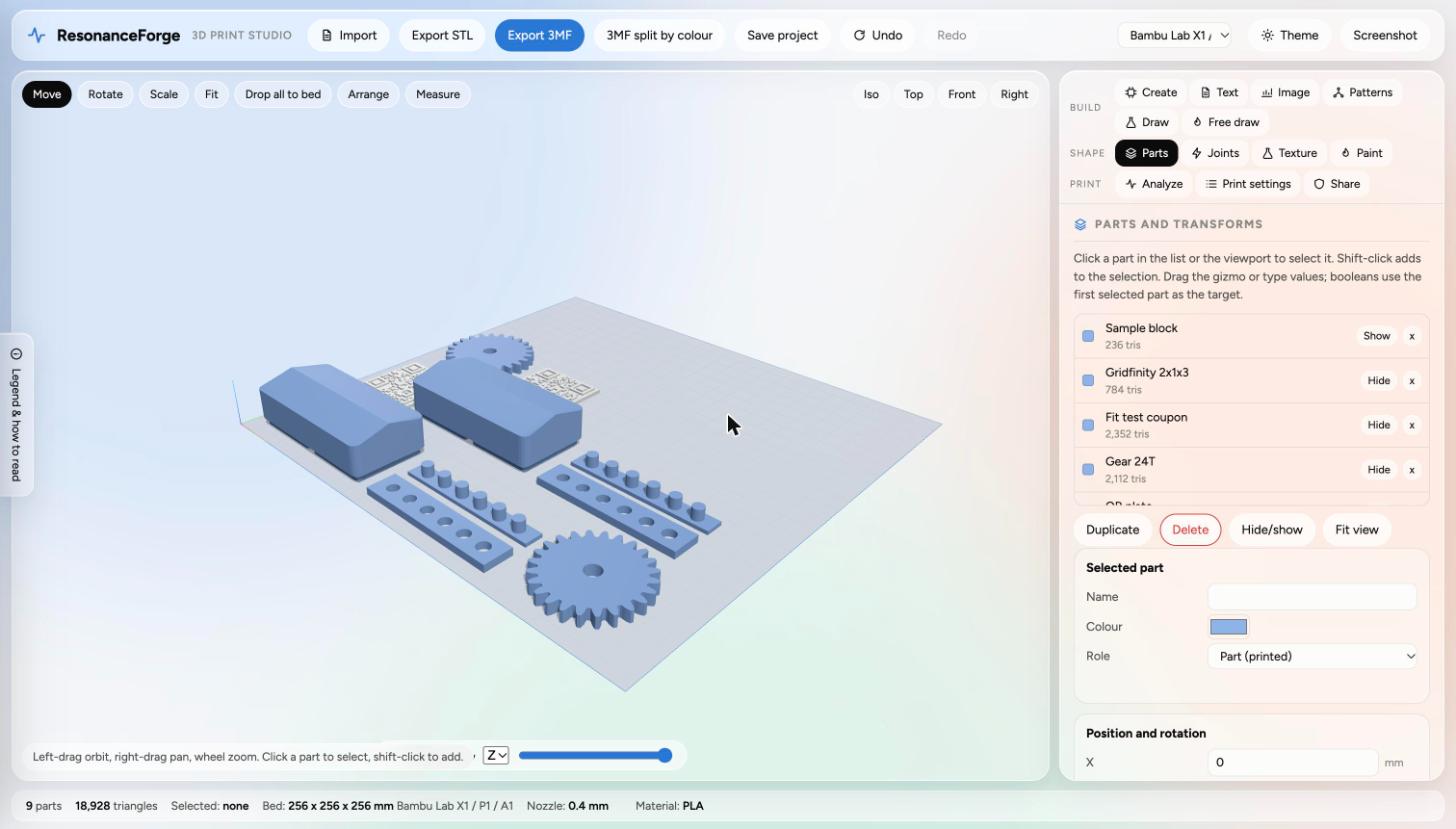 ResonanceForge 3D PRINT STUDIO Import Export STL Export 3MF 3MF split by colour Save project Undo Redo Bambu Lab X1 / Theme Screenshot
Move Rotate Scale Fit Drop all to bed Arrange Measure Iso Top Front Right
Legend & how to read
Left-drag orbit, right-drag pan, wheel zoom. Click a part to select, shift-click to add. Z
BUILD Create Text Image Patterns
Draw Free draw
SHAPE Parts Joints Texture Paint
PRINT Analyze Print settings Share
PARTS AND TRANSFORMS
Click a part in the list or the viewport to select it. Shift-click adds
to the selection. Drag the gizmo or type values; booleans use the
first selected part as the target.
Sample block Show x
236 tris
Gridfinity 2x1x3 Hide x
784 tris
Fit test coupon Hide x
2,352 tris
Gear 24T Hide x
2,112 tris
Duplicate Delete Hide/show Fit view
Selected part
Name
Colour
Role Part (printed)
Position and rotation
X 0 mm
9 parts 18,928 triangles Selected: none Bed: 256 x 256 x 256 mm Bambu Lab X1 / P1 / A1 Nozzle: 0.4 mm Material: PLA